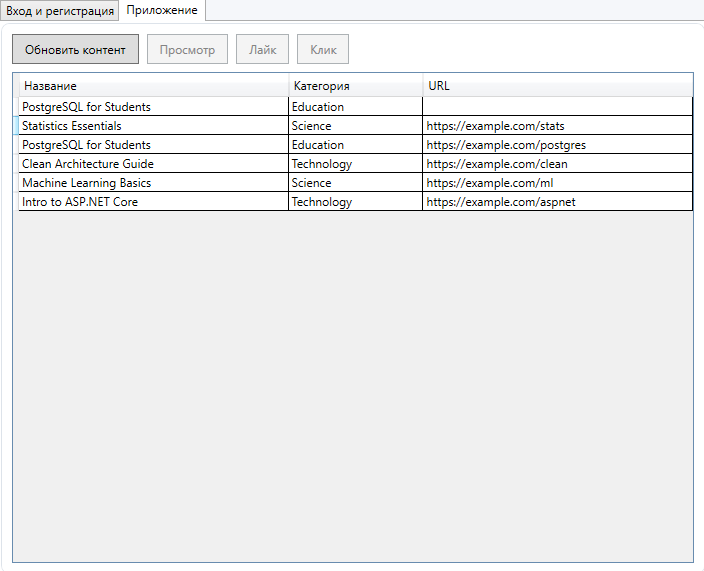 Вход и регистрация Приложение
Обновить контент Просмотр Лайк Клик
Название Категория URL
PostgreSQL for Students Education
Statistics Essentials Science https://example.com/stats
PostgreSQL for Students Education https://example.com/postgres
Clean Architecture Guide Technology https://example.com/clean
Machine Learning Basics Science https://example.com/ml
Intro to ASP.NET Core Technology https://example.com/aspnet